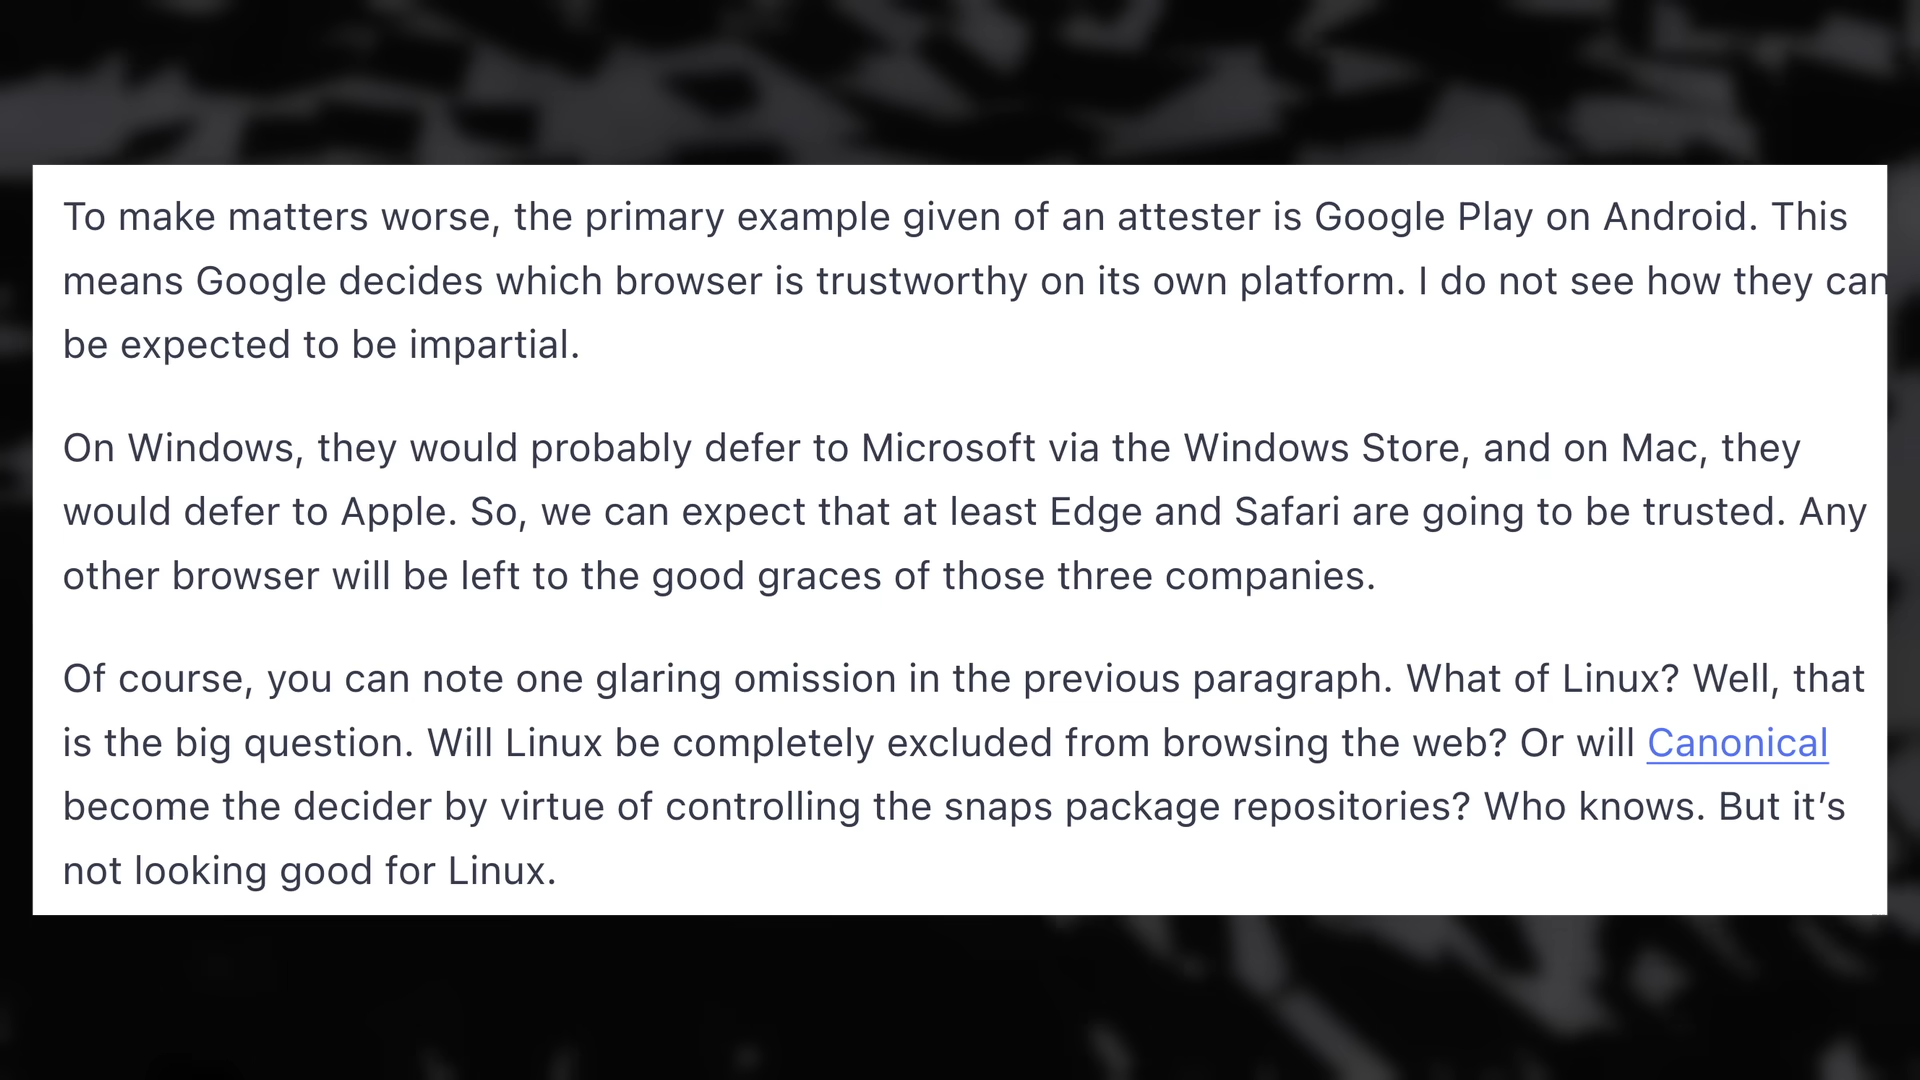 To make matters worse, the primary example given of an attester is Google Play on Android. This
means Google decides which browser is trustworthy on its own platform. I do not see how they can
be expected to be impartial.
On Windows, they would probably defer to Microsoft via the Windows Store, and on Mac, they
would defer to Apple. So, we can expect that at least Edge and Safari are going to be trusted. Any
other browser will be left to the good graces of those three companies.
Of course, you can note one glaring omission in the previous paragraph. What of Linux? Well, that
is the big question. Will Linux be completely excluded from browsing the web? Or will Canonical
become the decider by virtue of controlling the snaps package repositories? Who knows. But it’s
not looking good for Linux.